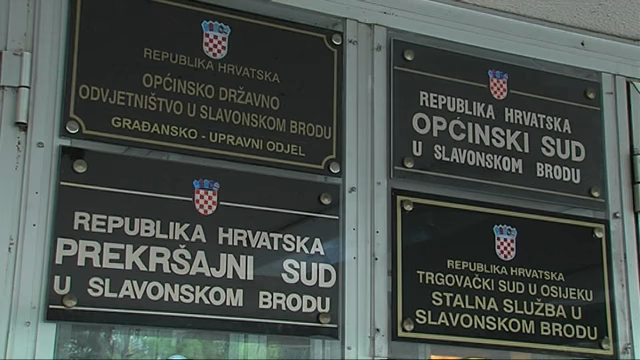 REPUBLIKA HRVATSKA
OPĆINSKO DRŽAVNO
ODVJETNIŠTVO U SLAVONSKOM BRODU
GRAĐANSKO - UPRAVNI ODJEL
REPUBLIKA HRVATSKA
OPĆINSKI SUD
U SLAVONSKOM BRODU
REPUBLIKA HRVATSKA
PREKRŠAJNI SUD
U SLAVONSKOM BRODU
REPUBLIKA HRVATSKA
TRGOVAČKI SUD U OSIJEKU
STALNA SLUŽBA U
SLAVONSKOM BRODU